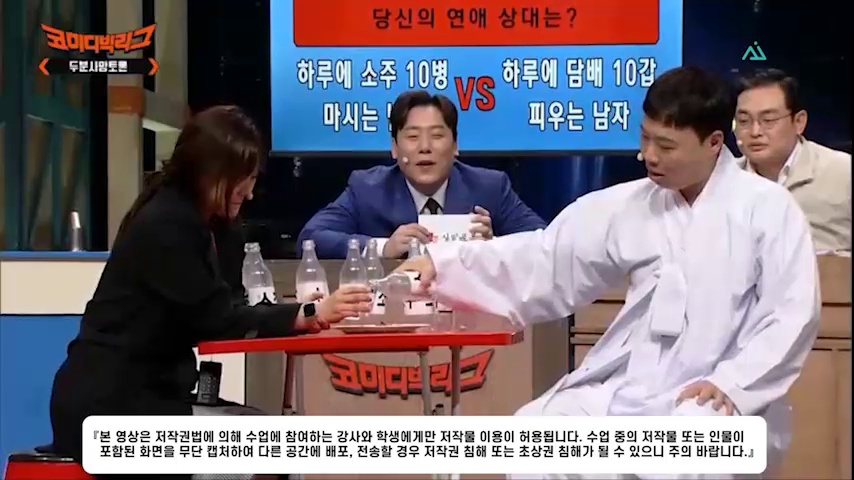 코미디빅리그
두분사망토론
당신의 연애 상대는?
하루에 소주 10병
마시는
VS
하루에 담배 10갑
피우는 남자
코미디빅리그
『본 영상은 저작권법에 의해 수업에 참여하는 강사와 학생에게만 저작물 이용이 허용됩니다. 수업 중의 저작물 또는 인물이
포함된 화면을 무단 캡처하여 다른 공간에 배포, 전송할 경우 저작권 침해 또는 초상권 침해가 될 수 있으니 주의 바랍니다.』